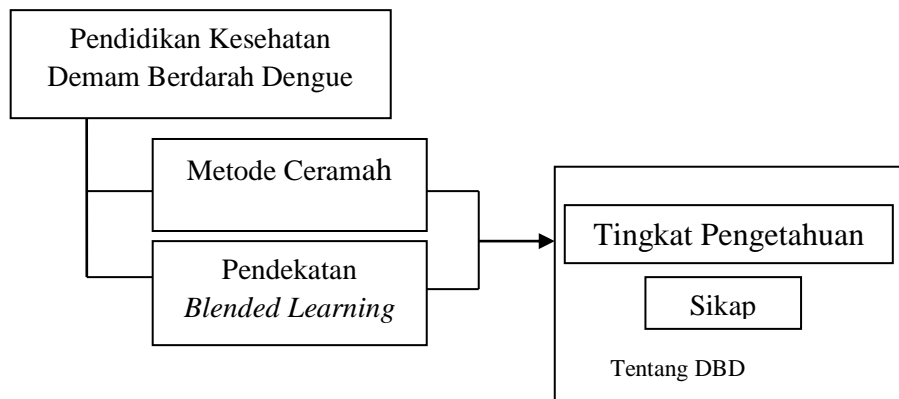 Pendidikan Kesehatan
Demam Berdarah Dengue
Metode Ceramah
Pendekatan
Blended Learning
Tingkat Pengetahuan
Sikap
Tentang DBD